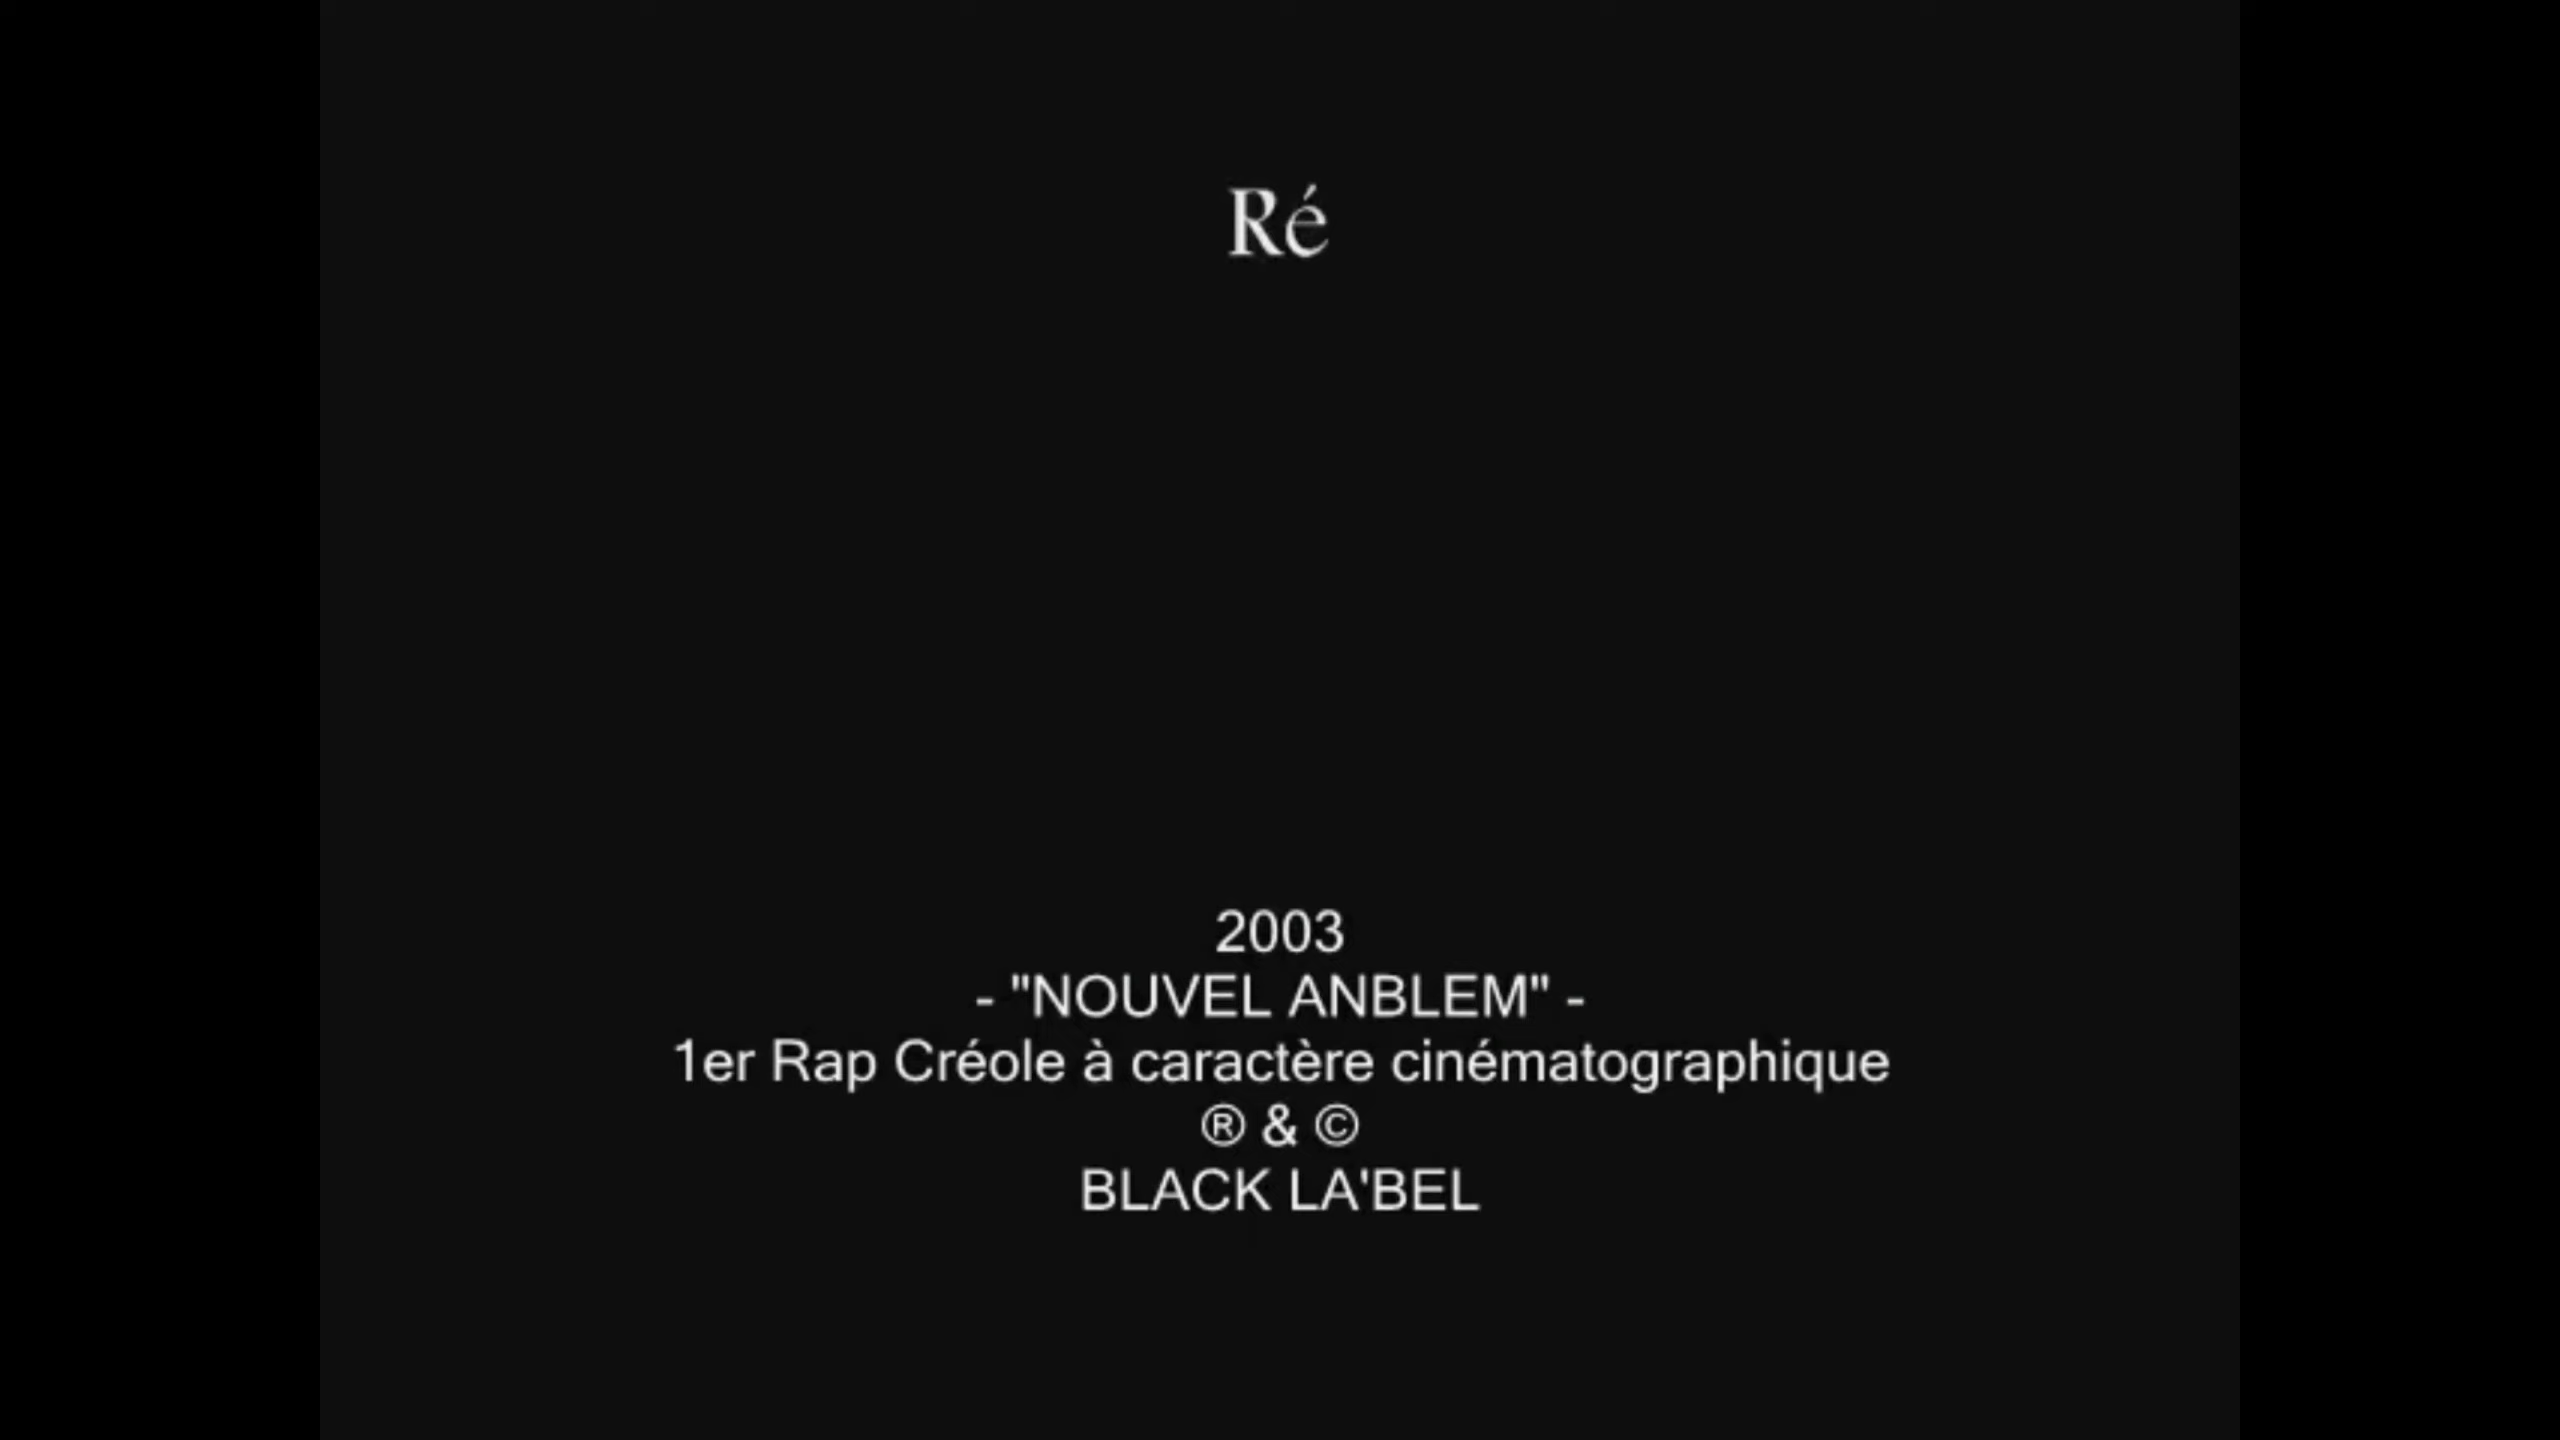 Ré
2003
- "NOUVEL ANBLEM" -
1er Rap Créole à caractère cinématographique
® & ©
BLACK LA'BEL